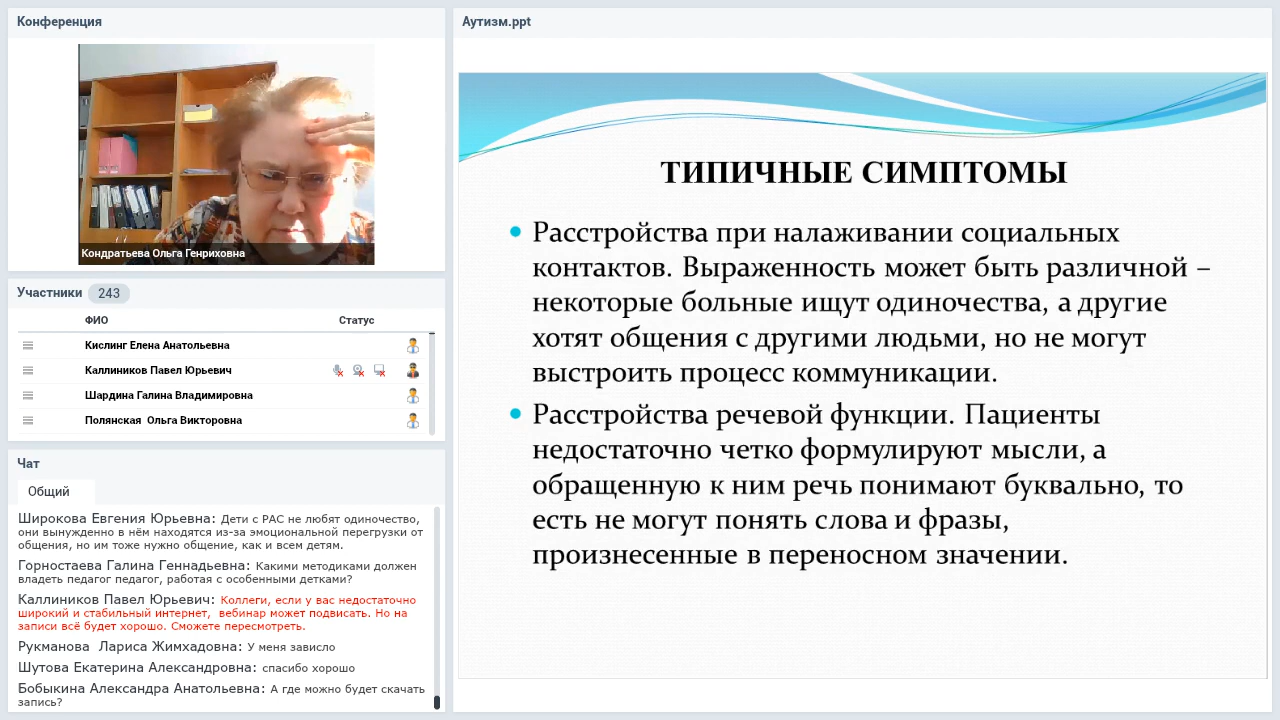 Конференция
Кондратьева Ольга Генриховна
Участники 243
ФИО Статус
Кислинг Елена Анатольевна
Каллиников Павел Юрьевич
Шардина Галина Владимировна
Полянская Ольга Викторовна
Чат
Общий
Широкова Евгения Юрьевна: Дети с РАС не любят одиночество,
они вынужденно в нём находятся из-за эмоциональной перегрузки от
общения, но им тоже нужно общение, как и всем детям.
Горностаева Галина Геннадьевна: Какими методиками должен
владеть педагог педагог, работая с особенными детками?
Каллиников Павел Юрьевич: Коллеги, если у вас недостаточно
широкий и стабильный интернет, вебинар может подвисать. Но на
записи всё будет хорошо. Сможете пересмотреть.
Рукманова Лариса Жимхадовна: У меня зависло
Шутова Екатерина Александровна: спасибо хорошо
Бобыкина Александра Анатольевна: А где можно будет скачать
запись?
Аутизм.ppt
ТИПИЧНЫЕ СИМПТОМЫ
• Расстройства при налаживании социальных
контактов. Выраженность может быть различной –
некоторые больные ищут одиночества, а другие
хотят общения с другими людьми, но не могут
выстроить процесс коммуникации.
• Расстройства речевой функции. Пациенты
недостаточно четко формулируют мысли, а
обращенную к ним речь понимают буквально, то
есть не могут понять слова и фразы,
произнесенные в переносном значении.